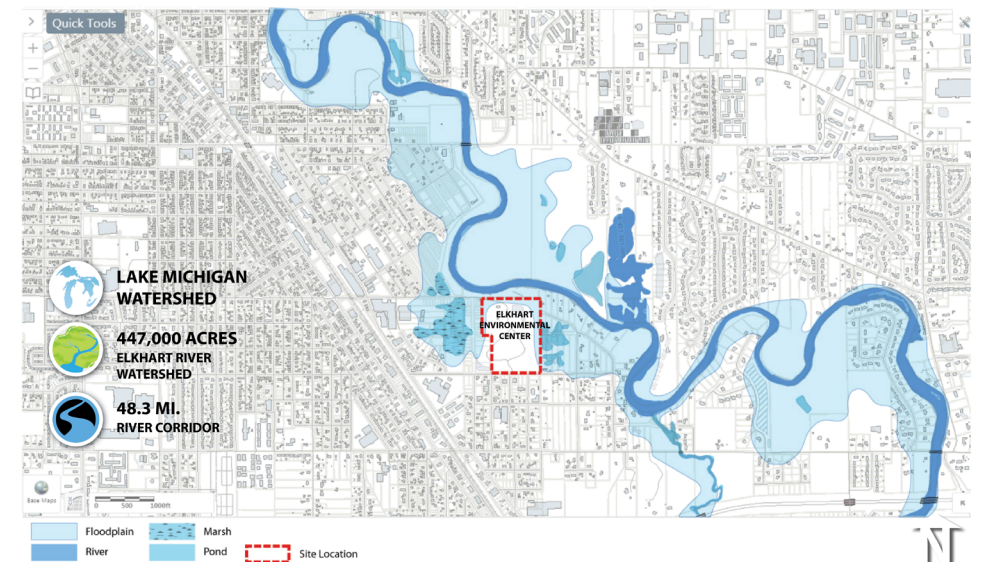 Quick Tools
LAKE MICHIGAN
WATERSHED
447,000 ACRES
ELKHART RIVER
WATERSHED
48.3 MI.
RIVER CORRIDOR
ELKHART
ENVIRONMENTAL
CENTER
Base Maps
0 500 1000ft
Floodplain
Marsh
River
Pond
Site Location
N